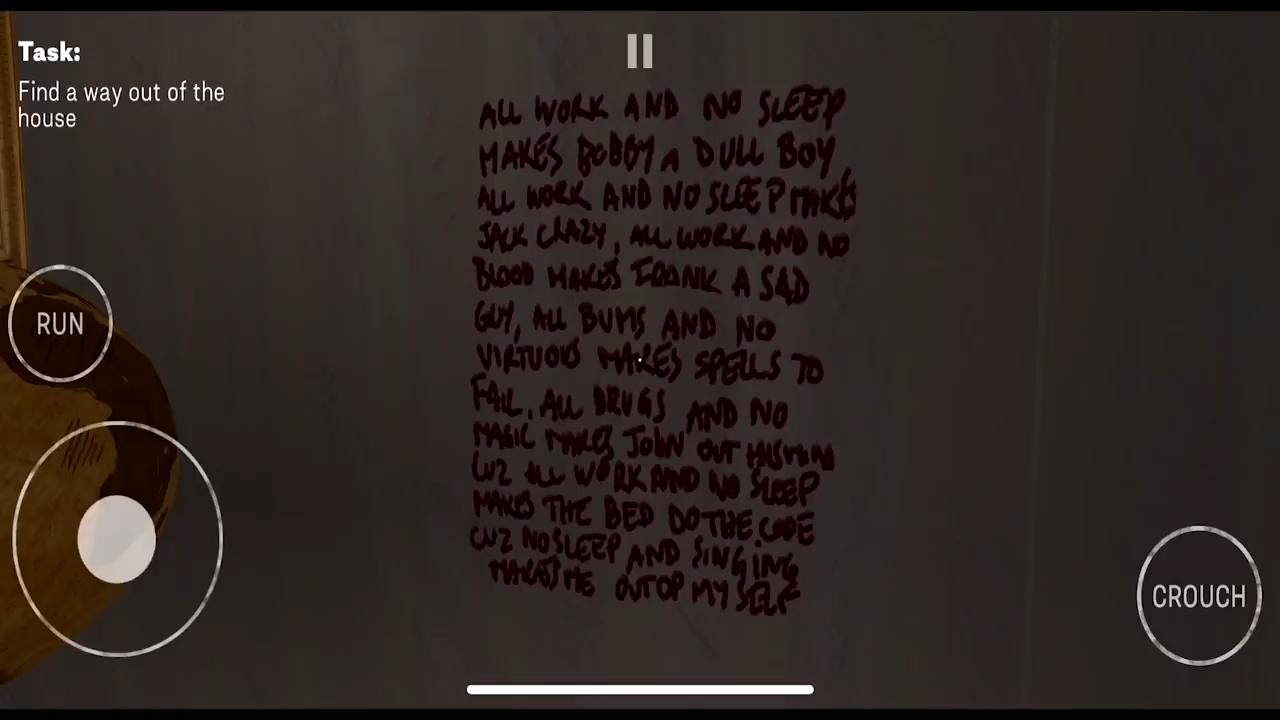 Task:
Find a way out of the
house
ALL WORK AND NO SLEEP
MAKES BOBBY A DULL BOY
ALL WORK AND NO SLEEP MAKES
JACK CRAZY, ALL WORK AND NO
BLOOD MAKES FRANK A SAD
GUY, ALL BUMS AND NO
VIRTUOUS MAKES SPELLS TO
FAIL, ALL DRUGS AND NO
MAGIC MAKES JOHN OUT
CUZ ALL WORK AND NO SLEEP
MAKES THE BED DO THE CODE
CUZ NO SLEEP AND SINGING
MAKES ME OUT OF MY SELF
RUN
CROUCH